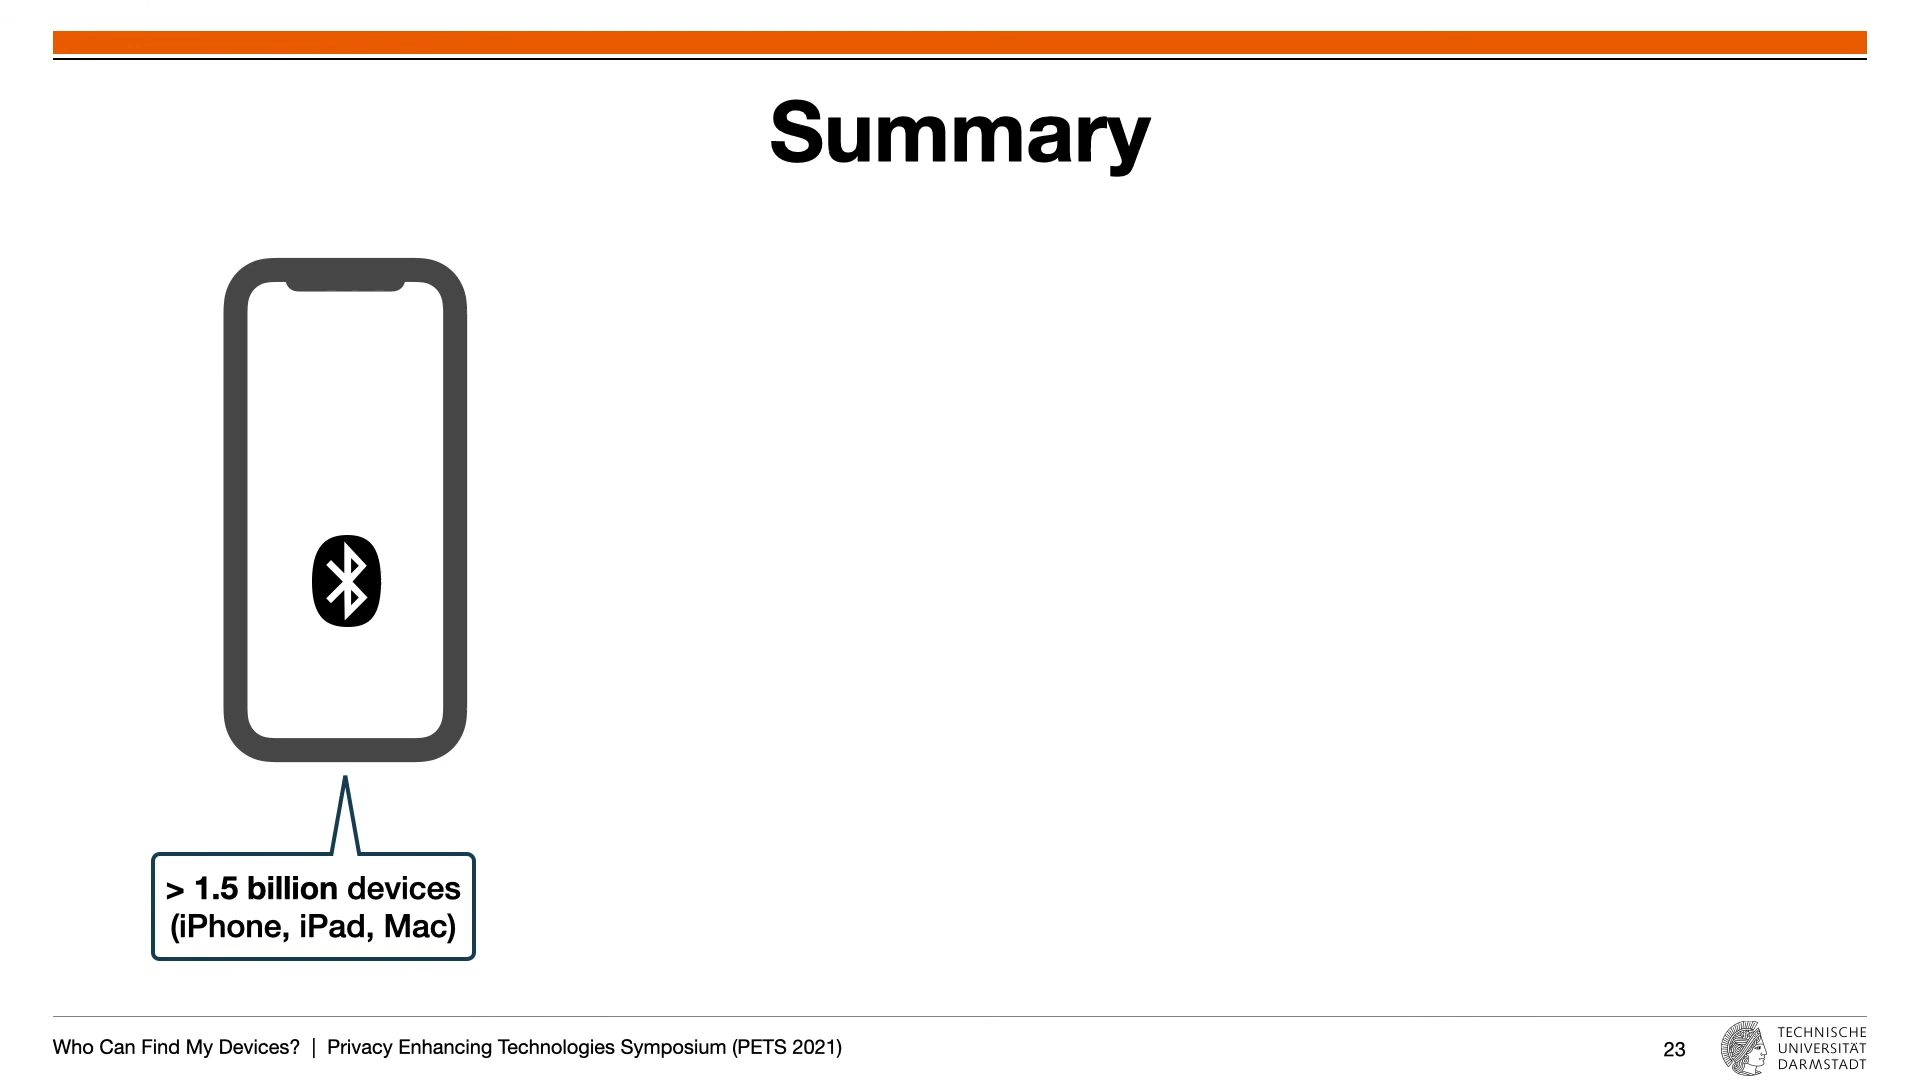 Summary
> 1.5 billion devices
(iPhone, iPad, Mac)
Who Can Find My Devices? | Privacy Enhancing Technologies Symposium (PETS 2021)
23
TECHNISCHE
UNIVERSITÄT
DARMSTADT